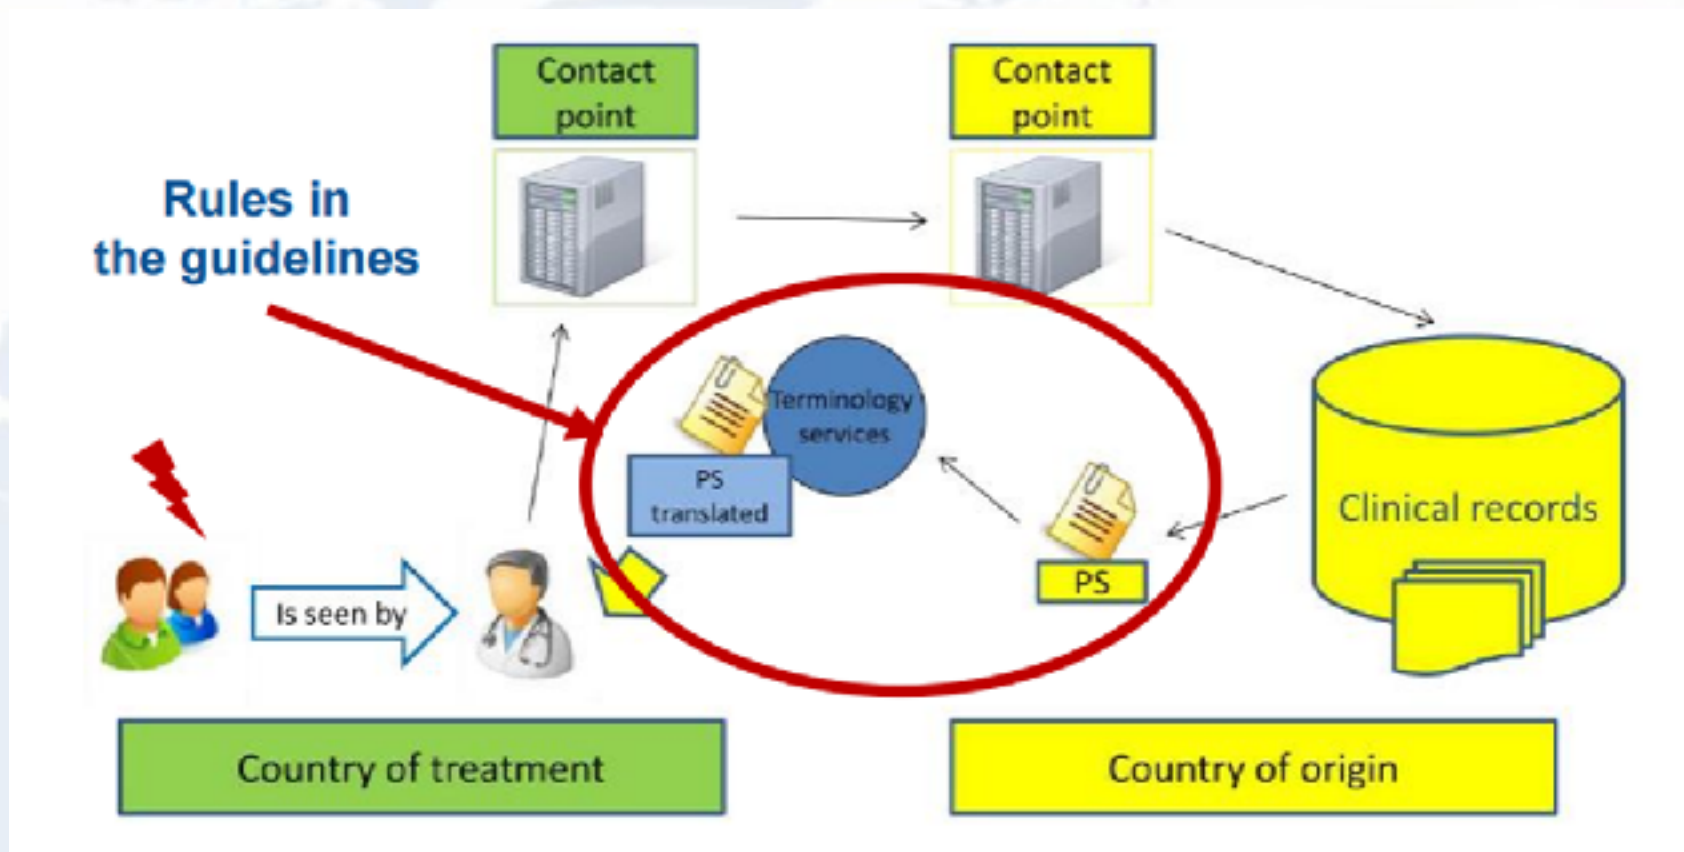 Contact
point
Contact
point
Rules in
the guidelines
Terminology
services
PS
translated
Clinical records
PS
Is seen by
Country of treatment
Country of origin